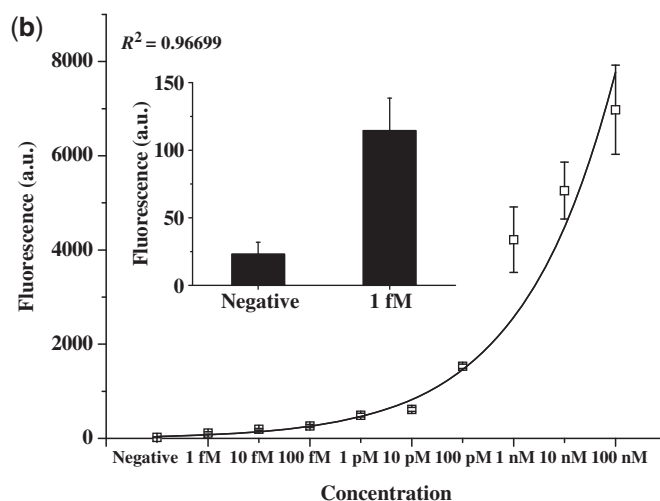 (b)
R² = 0.96699
8000
6000
4000
2000
0
Fluorescence (a.u.)
150
100
50
0
Fluorescence (a.u.)
Negative 1 fM
Negative 1 fM 10 fM 100 fM 1 pM 10 pM 100 pM 1 nM 10 nM 100 nM
Concentration